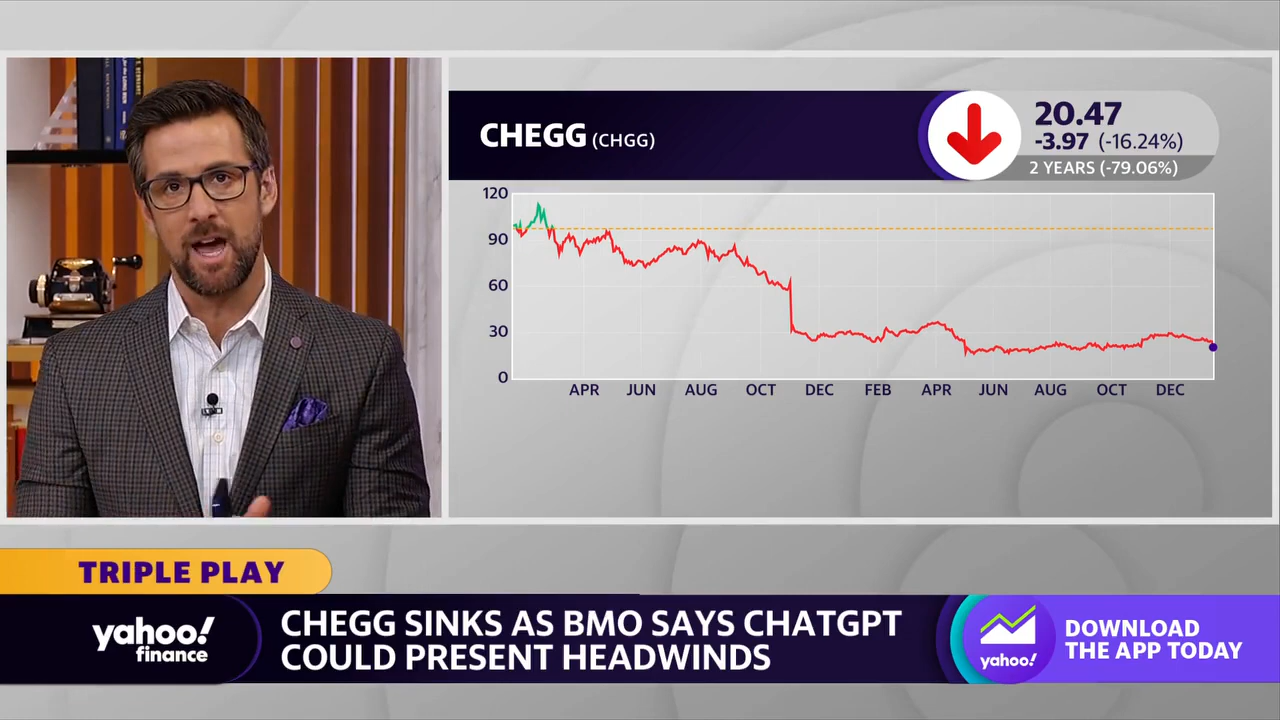 CHEGG (CHGG)
20.47
-3.97 (-16.24%)
2 YEARS (-79.06%)
120
90
60
30
0
APR JUN AUG OCT DEC FEB APR JUN AUG OCT DEC
TRIPLE PLAY
yahoo!
finance
CHEGG SINKS AS BMO SAYS CHATGPT
COULD PRESENT HEADWINDS
yahoo!
DOWNLOAD
THE APP TODAY